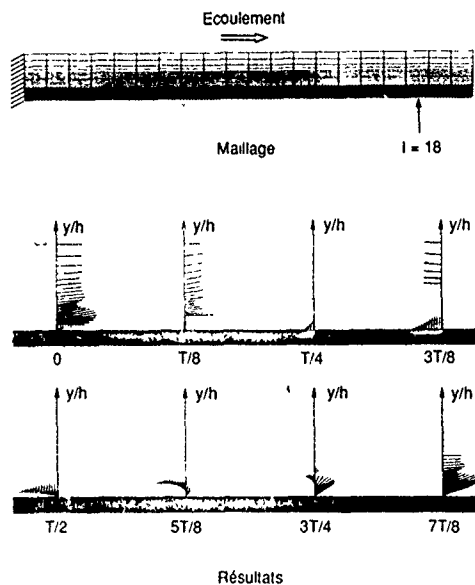 Ecoulement
Maillage
I = 18
y/h y/h y/h y/h
0 T/8 T/4 3T/8
y/h y/h y/h y/h
T/2 5T/8 3T/4 7T/8
Résultats